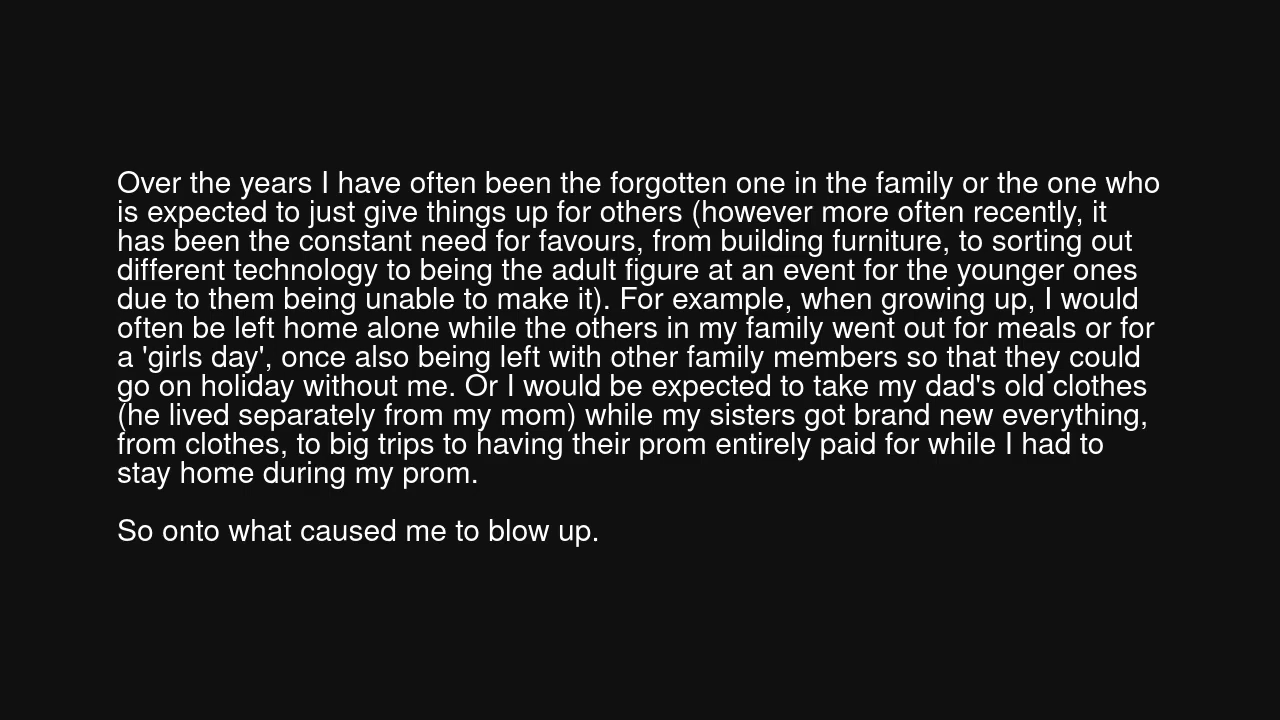 Over the years I have often been the forgotten one in the family or the one who
is expected to just give things up for others (however more often recently, it
has been the constant need for favours, from building furniture, to sorting out
different technology to being the adult figure at an event for the younger ones
due to them being unable to make it). For example, when growing up, I would
often be left home alone while the others in my family went out for meals or for
a 'girls day', once also being left with other family members so that they could
go on holiday without me. Or I would be expected to take my dad's old clothes
(he lived separately from my mom) while my sisters got brand new everything,
from clothes, to big trips to having their prom entirely paid for while I had to
stay home during my prom.
So onto what caused me to blow up.